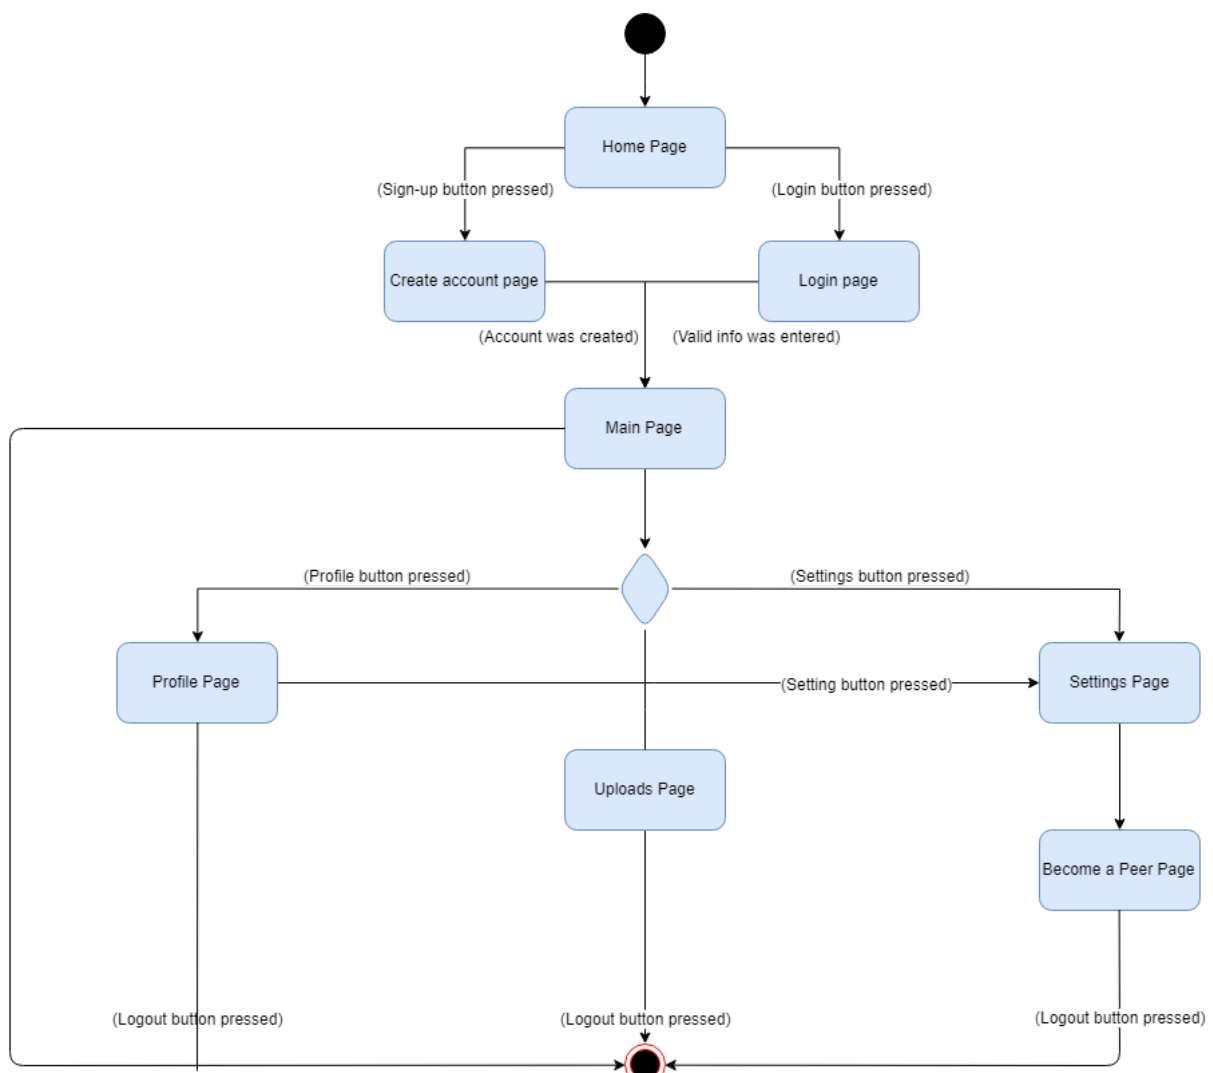 Home Page
(Sign-up button pressed)
(Login button pressed)
Create account page
Login page
(Account was created)
(Valid info was entered)
Main Page
(Profile button pressed)
(Settings button pressed)
Profile Page
(Setting button pressed)
Settings Page
Uploads Page
Become a Peer Page
(Logout button pressed)
(Logout button pressed)
(Logout button pressed)